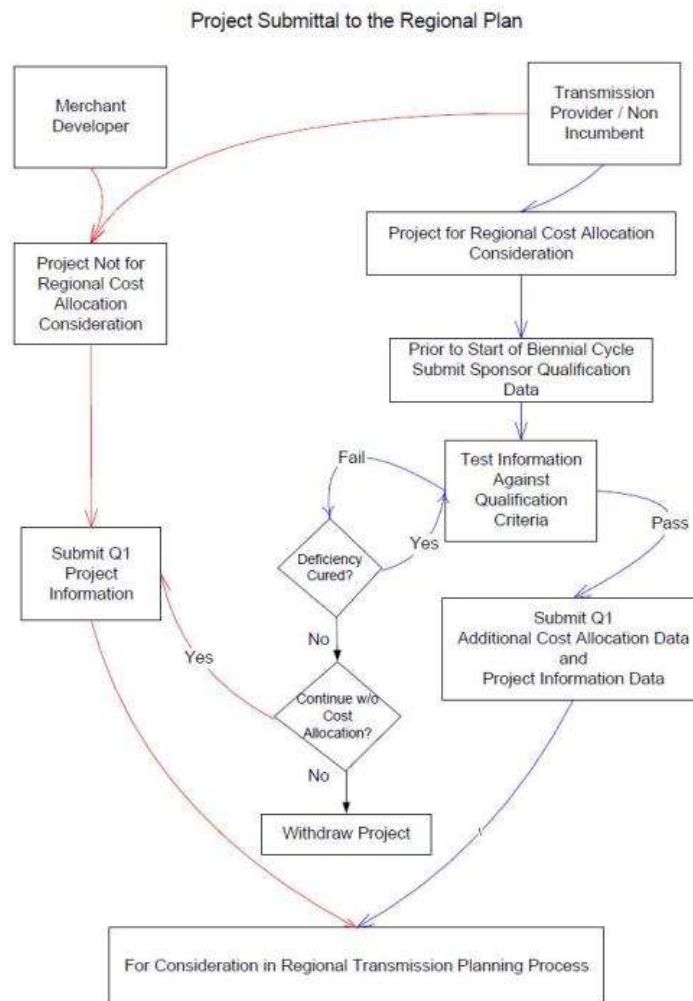 Project Submittal to the Regional Plan
Merchant
Developer
Transmission
Provider / Non
Incumbent
Project Not for
Regional Cost
Allocation
Consideration
Project for Regional Cost Allocation
Consideration
Prior to Start of Biennial Cycle
Submit Sponsor Qualification
Data
Fail
Test Information
Against
Qualification
Criteria
Pass
Submit Q1
Project
Information
Deficiency
Cured?
Yes
Submit Q1
Additional Cost Allocation Data
and
Project Information Data
No
Yes
Continue w/o
Cost
Allocation?
No
Withdraw Project
For Consideration in Regional Transmission Planning Process